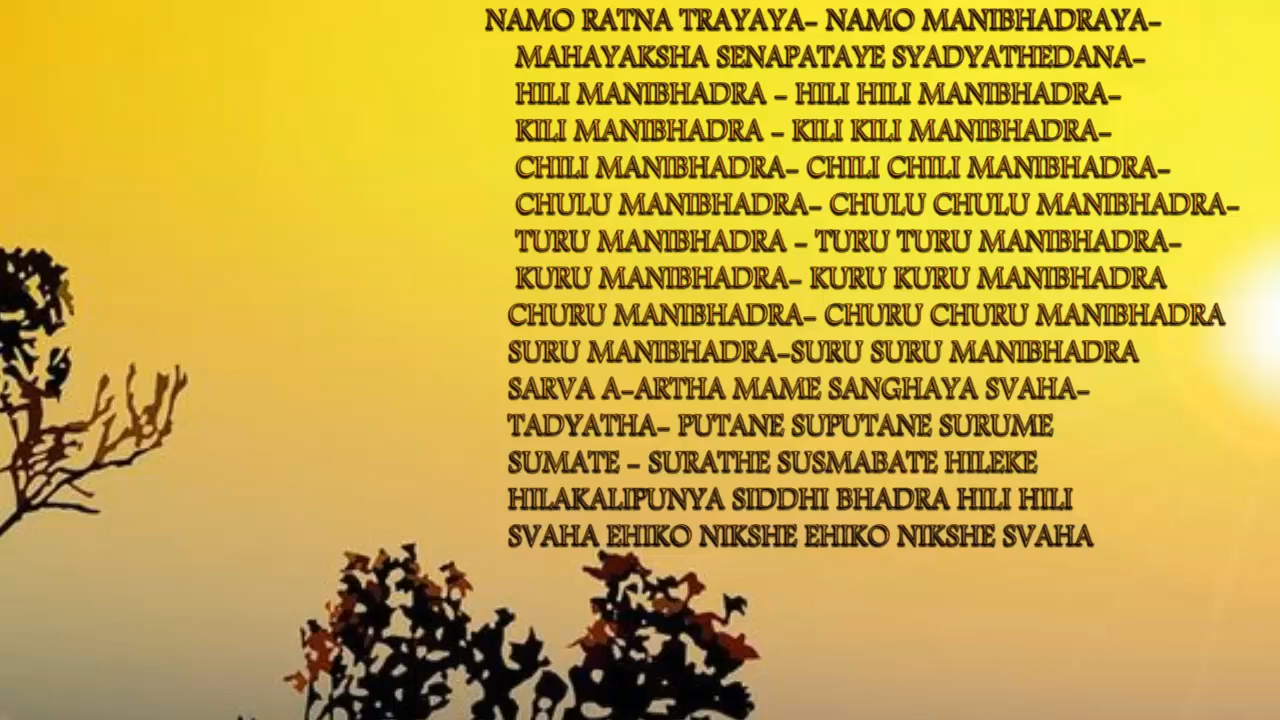 NAMO RATNA TRAYAYA- NAMO MANIBHADRAYA-
MAHAYAKSHA SENAPATAYE SYADYATHEDANA-
HILI MANIBHADRA - HILI HILI MANIBHADRA-
KILI MANIBHADRA - KILI KILI MANIBHADRA-
CHILI MANIBHADRA- CHILI CHILI MANIBHADRA-
CHULU MANIBHADRA- CHULU CHULU MANIBHADRA-
TURU MANIBHADRA - TURU TURU MANIBHADRA-
KURU MANIBHADRA- KURU KURU MANIBHADRA
CHURU MANIBHADRA- CHURU CHURU MANIBHADRA
SURU MANIBHADRA-SURU SURU MANIBHADRA
SARVA A-ARTHA MAME SANGHAYA SVAHA-
TADYATHA- PUTANE SUPUTANE SURUME
SUMATE - SURATHE SUSMABATE HILEKE
HILAKALIPUNYA SIDDHI BHADRA HILI HILI
SVAHA EHIKO NIKSHE EHIKO NIKSHE SVAHA